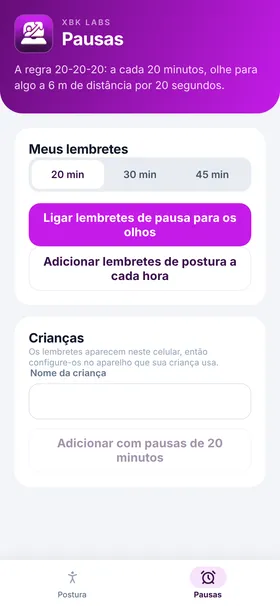 XBK LABS
Pausas
A regra 20-20-20: a cada 20 minutos, olhe para
algo a 6 m de distância por 20 segundos.
Meus lembretes
20 min
30 min
45 min
Ligar lembretes de pausa para os
olhos
Adicionar lembretes de postura a
cada hora
Crianças
Os lembretes aparecem neste celular, então
configure-os no aparelho que sua criança usa.
Nome da criança
Adicionar com pausas de 20
minutos
Postura
Pausas